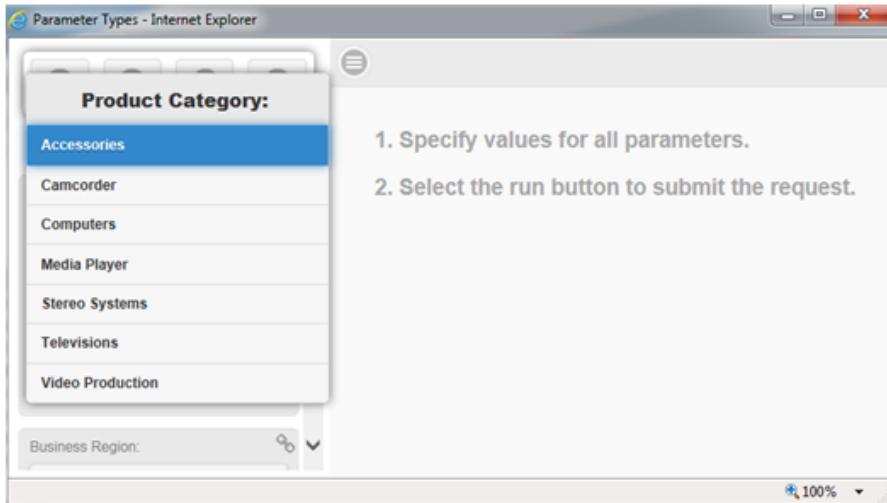 Parameter Types - Internet Explorer
Product Category:
Accessories
Camcorder
Computers
Media Player
Stereo Systems
Televisions
Video Production
Business Region:
1. Specify values for all parameters.
2. Select the run button to submit the request.
100%